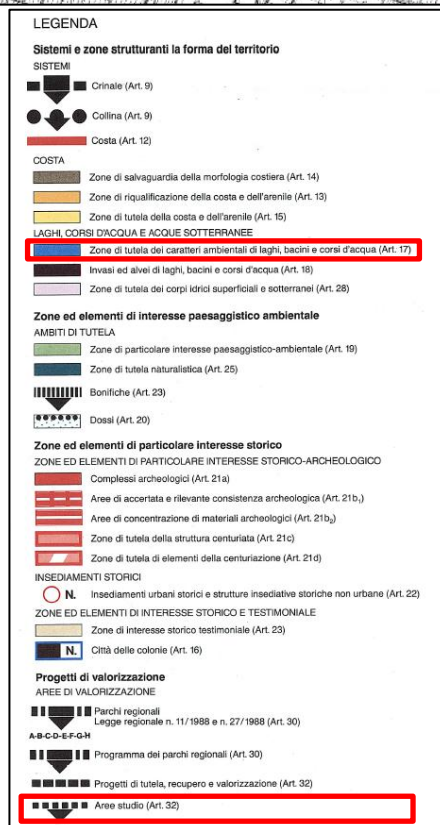 LEGENDA
Sistemi e zone strutturanti la forma del territorio
SISTEMI
Crinale (Art. 9)
Collina (Art. 9)
Costa (Art. 12)
COSTA
Zone di salvaguardia della morfologia costiera (Art. 14)
Zone di riqualificazione della costa e dell'arenile (Art. 13)
Zone di tutela della costa e dell'arenile (Art. 15)
LAGHI, CORSI D'ACQUA E ACQUE SOTTERRANEE
Zone di tutela dei caratteri ambientali di laghi, bacini e corsi d'acqua (Art. 17)
Invasi ed alvei di laghi, bacini e corsi d'acqua (Art. 18)
Zone di tutela dei corpi idrici superficiali e sotterranei (Art. 28)
Zone ed elementi di interesse paesaggistico ambientale
AMBITI DI TUTELA
Zone di particolare interesse paesaggistico-ambientale (Art. 19)
Zone di tutela naturalistica (Art. 25)
Bonifiche (Art. 23)
Dossi (Art. 20)
Zone ed elementi di particolare interesse storico
ZONE ED ELEMENTI DI PARTICOLARE INTERESSE STORICO-ARCHEOLOGICO
Complessi archeologici (Art. 21a)
Aree di accertata e rilevante consistenza archeologica (Art. 21b₁)
Aree di concentrazione di materiali archeologici (Art. 21b₂)
Zone di tutela della struttura centuriata (Art. 21c)
Zone di tutela di elementi della centuriazione (Art. 21d)
INSEDIAMENTI STORICI
N. Insediamenti urbani storici e strutture insediative storiche non urbane (Art. 22)
ZONE ED ELEMENTI DI INTERESSE STORICO E TESTIMONIALE
Zone di interesse storico testimoniale (Art. 23)
N. Città delle colonie (Art. 16)
Progetti di valorizzazione
AREE DI VALORIZZAZIONE
Parchi regionali
Legge regionale n. 11/1988 e n. 27/1988 (Art. 30)
A-B-C-D-E-F-G-H
Programma dei parchi regionali (Art. 30)
Progetti di tutela, recupero e valorizzazione (Art. 32)
Aree studio (Art. 32)